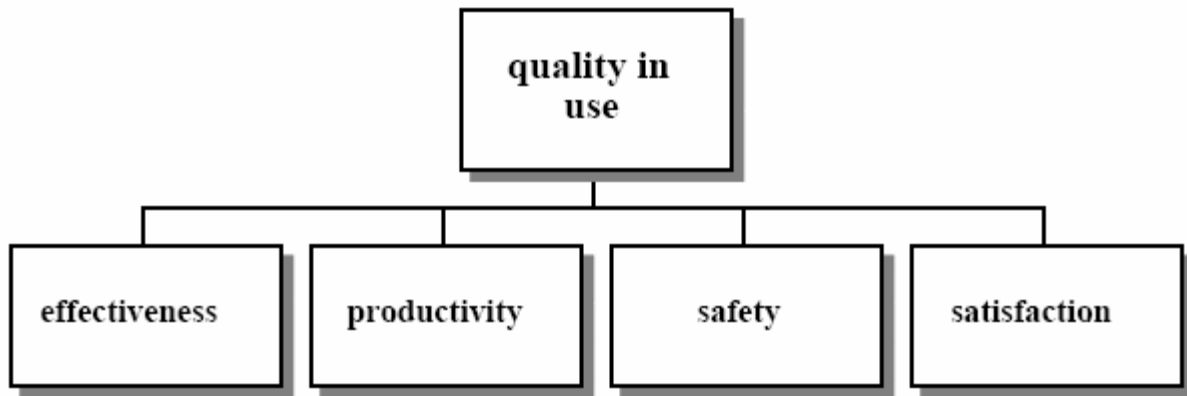 quality in
use
effectiveness
productivity
safety
satisfaction